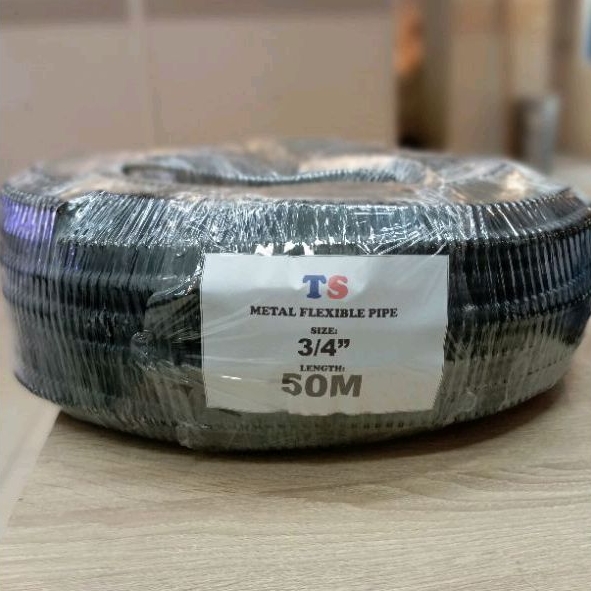 TS
METAL FLEXIBLE PIPE
SIZE:
3/4”
LENGTH:
50M